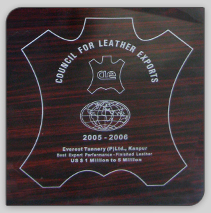 COUNCIL FOR LEATHER EXPORTS
cle
2005 - 2006
Everest Tannery (P)Ltd., Kanpur
Best Export Performance - Finished Leather
US $ 1 Million to 5 Million